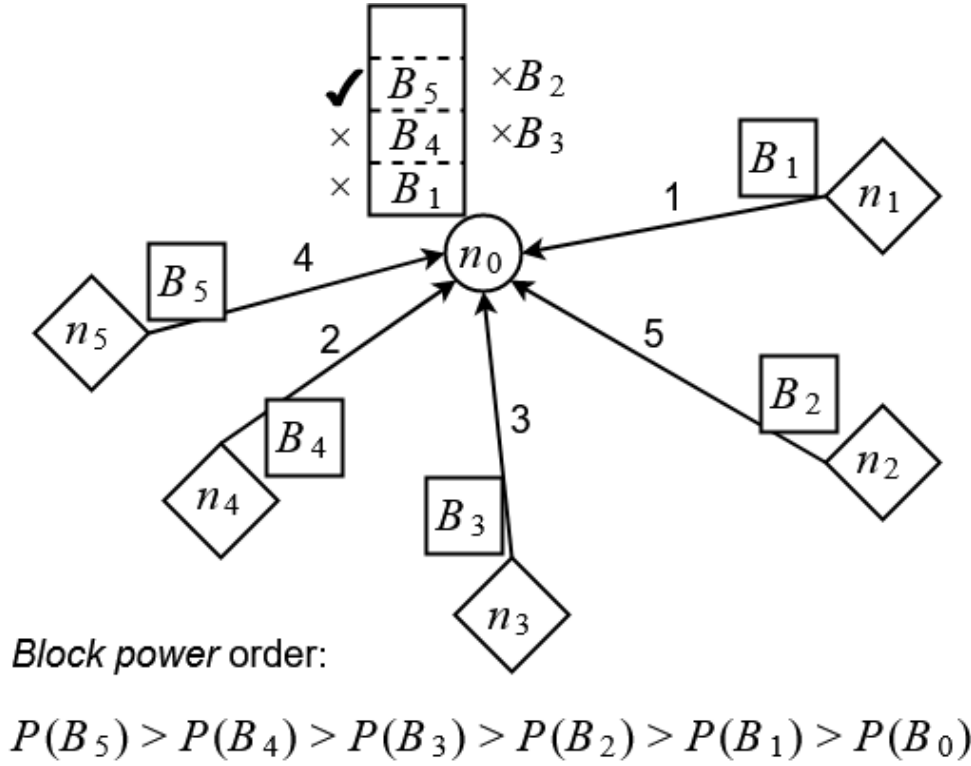 ✓ B₅ ×B₂
× B₄ ×B₃
× B₁
B₁
n₁
1
n₀
4
B₅
n₅
2
5
B₂
3
B₄
n₂
n₄
B₃
n₃
Block power order:
P(B₅) > P(B₄) > P(B₃) > P(B₂) > P(B₁) > P(B₀)